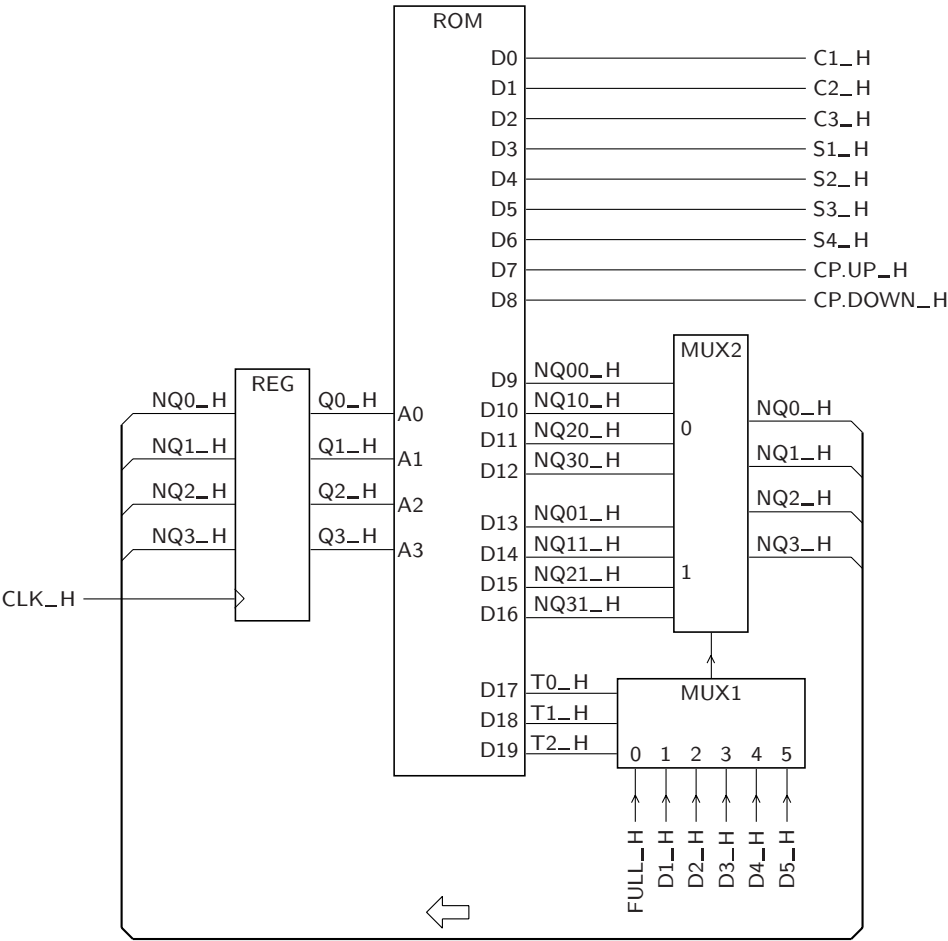 ROM
D0 C1_H
D1 C2_H
D2 C3_H
D3 S1_H
D4 S2_H
D5 S3_H
D6 S4_H
D7 CP.UP_H
D8 CP.DOWN_H
MUX2
D9 NQ00_H
D10 NQ10_H
D11 NQ20_H
D12 NQ30_H
0
D13 NQ01_H
D14 NQ11_H
D15 NQ21_H
D16 NQ31_H
1
NQ0_H
NQ1_H
NQ2_H
NQ3_H
REG
NQ0_H Q0_H A0
NQ1_H Q1_H A1
NQ2_H Q2_H A2
NQ3_H Q3_H A3
CLK_H
D17 T0_H
D18 T1_H
D19 T2_H
MUX1
0 1 2 3 4 5
FULL_H
D1_H
D2_H
D3_H
D4_H
D5_H